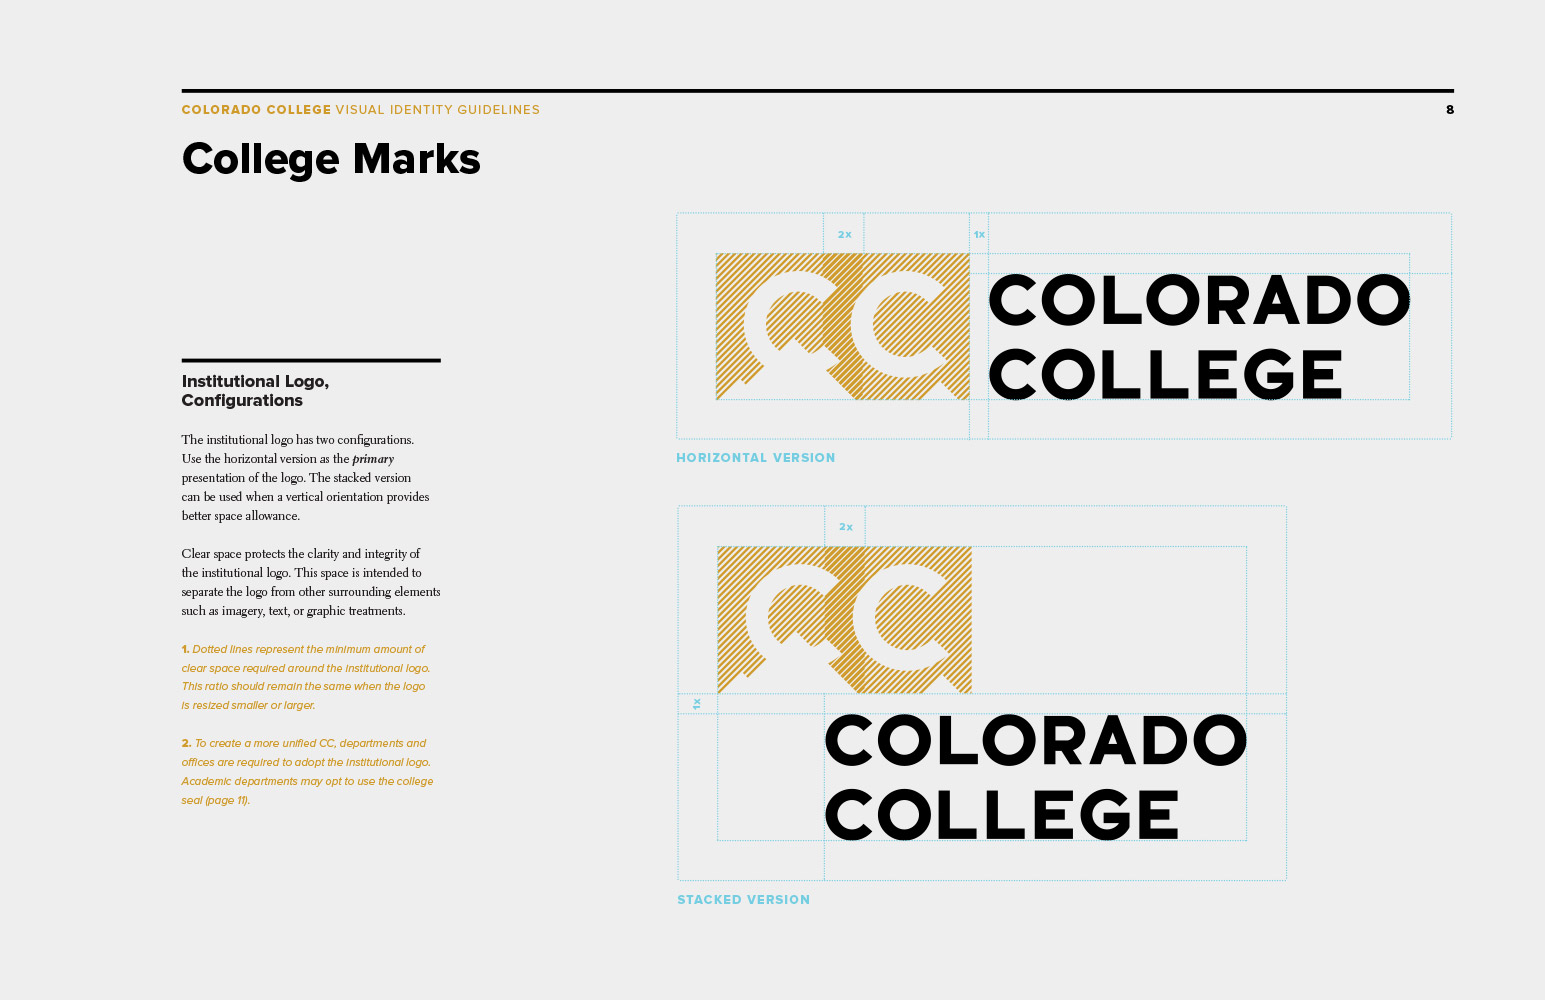 COLORADO COLLEGE VISUAL IDENTITY GUIDELINES
8
College Marks
Institutional Logo,
Configurations
The institutional logo has two configurations.
Use the horizontal version as the primary
presentation of the logo. The stacked version
can be used when a vertical orientation provides
better space allowance.
Clear space protects the clarity and integrity of
the institutional logo. This space is intended to
separate the logo from other surrounding elements
such as imagery, text, or graphic treatments.
1. Dotted lines represent the minimum amount of
clear space required around the institutional logo.
This ratio should remain the same when the logo
is resized smaller or larger.
2. To create a more unified CC, departments and
offices are required to adopt the institutional logo.
Academic departments may opt to use the college
seal (page 11).
2x
1x
CC
COLORADO
COLLEGE
HORIZONTAL VERSION
2x
CC
1x
COLORADO
COLLEGE
STACKED VERSION